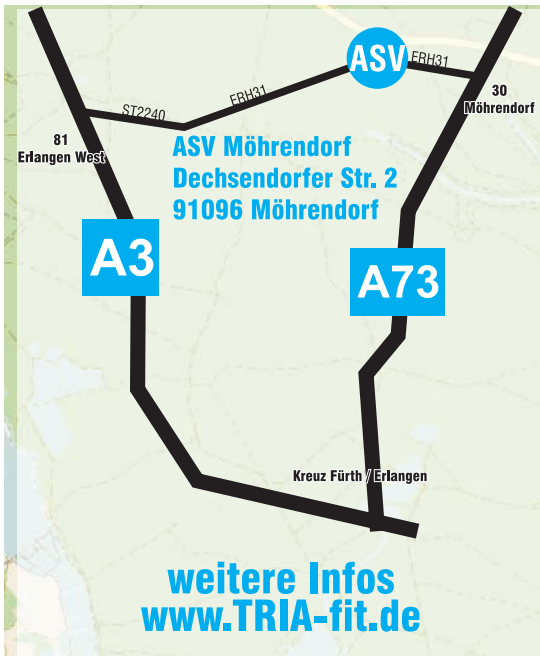 ASV
ERH31
ERH31
ST2240
30
Möhrendorf
81
Erlangen West
ASV Möhrendorf
Dechsendorfer Str. 2
91096 Möhrendorf
A3
A73
Kreuz Fürth / Erlangen
weitere Infos
www.TRIA-fit.de